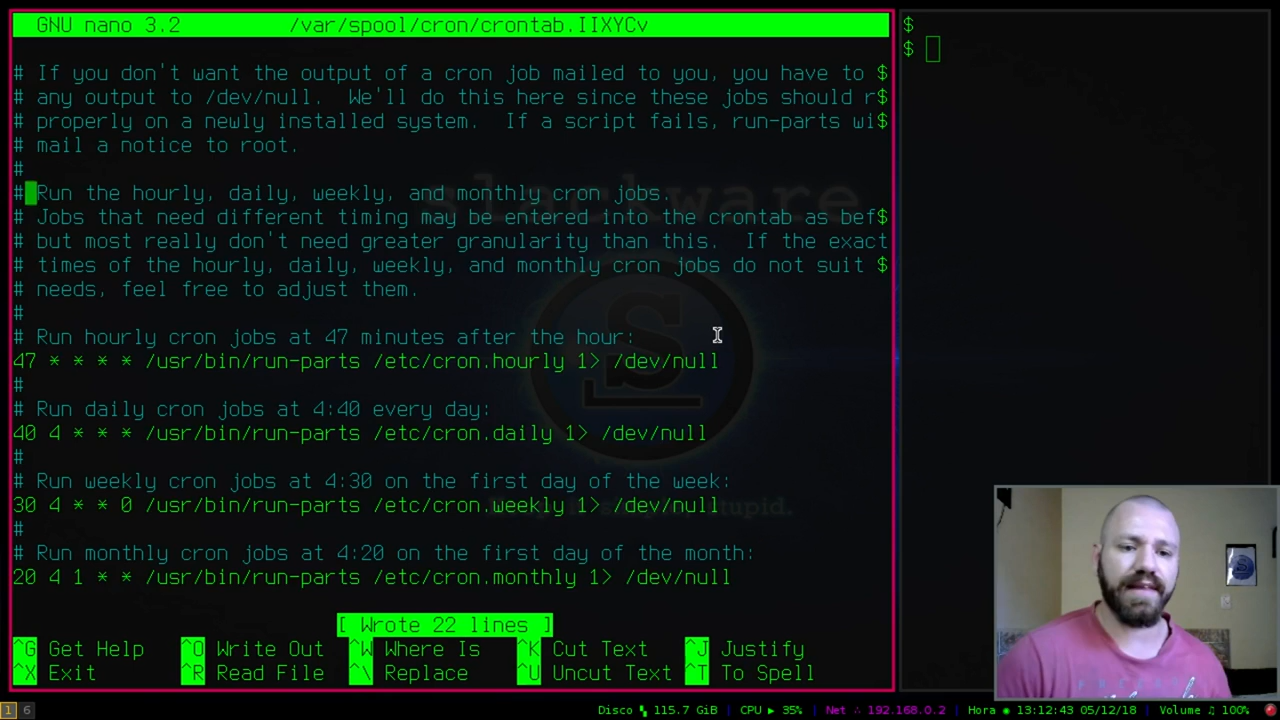 GNU nano 3.2 /var/spool/cron/crontab.IIXYCv
# If you don't want the output of a cron job mailed to you, you have to $
# any output to /dev/null.  We'll do this here since these jobs should r$
# properly on a newly installed system.  If a script fails, run-parts wi$
# mail a notice to root.
#
# Run the hourly, daily, weekly, and monthly cron jobs.
# Jobs that need different timing may be entered into the crontab as bef$
# but most really don't need greater granularity than this.  If the exact
# times of the hourly, daily, weekly, and monthly cron jobs do not suit $
# needs, feel free to adjust them.
#
# Run hourly cron jobs at 47 minutes after the hour:
47 * * * * /usr/bin/run-parts /etc/cron.hourly 1> /dev/null
#
# Run daily cron jobs at 4:40 every day:
40 4 * * * /usr/bin/run-parts /etc/cron.daily 1> /dev/null
#
# Run weekly cron jobs at 4:30 on the first day of the week:
30 4 * * 0 /usr/bin/run-parts /etc/cron.weekly 1> /dev/null
#
# Run monthly cron jobs at 4:20 on the first day of the month:
20 4 1 * * /usr/bin/run-parts /etc/cron.monthly 1> /dev/null
[ Wrote 22 lines ]
^G Get Help ^O Write Out ^W Where Is ^K Cut Text ^J Justify
^X Exit ^R Read File ^\ Replace ^U Uncut Text ^T To Spell
$
$
slackware
S
stupid.
1 6 Disco 115.7 GiB | CPU ▶ 35% | Net ∴ 192.168.0.2 | Hora ◉ 13:12:43 05/12/18 | Volume ♫ 100%